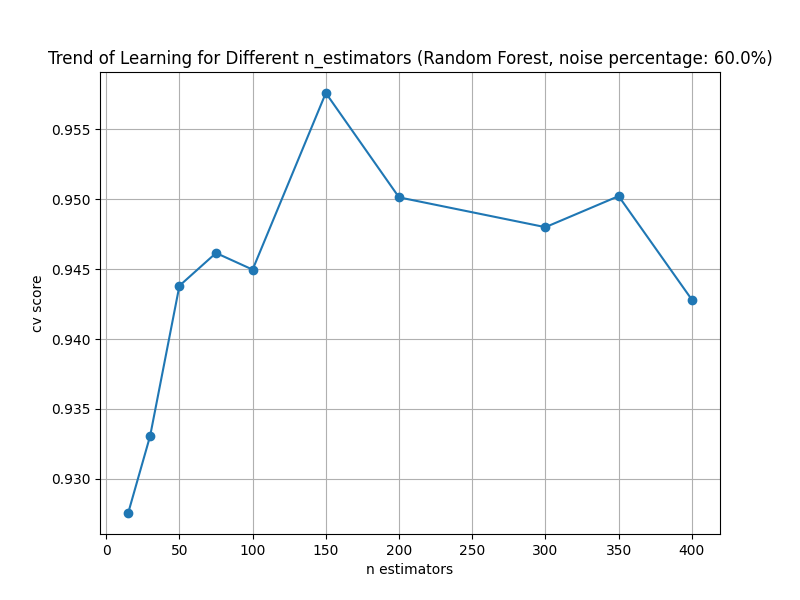 Trend of Learning for Different n_estimators (Random Forest, noise percentage: 60.0%)
0.955
0.950
0.945
0.940
0.935
0.930
cv score
0 50 100 150 200 250 300 350 400
n estimators